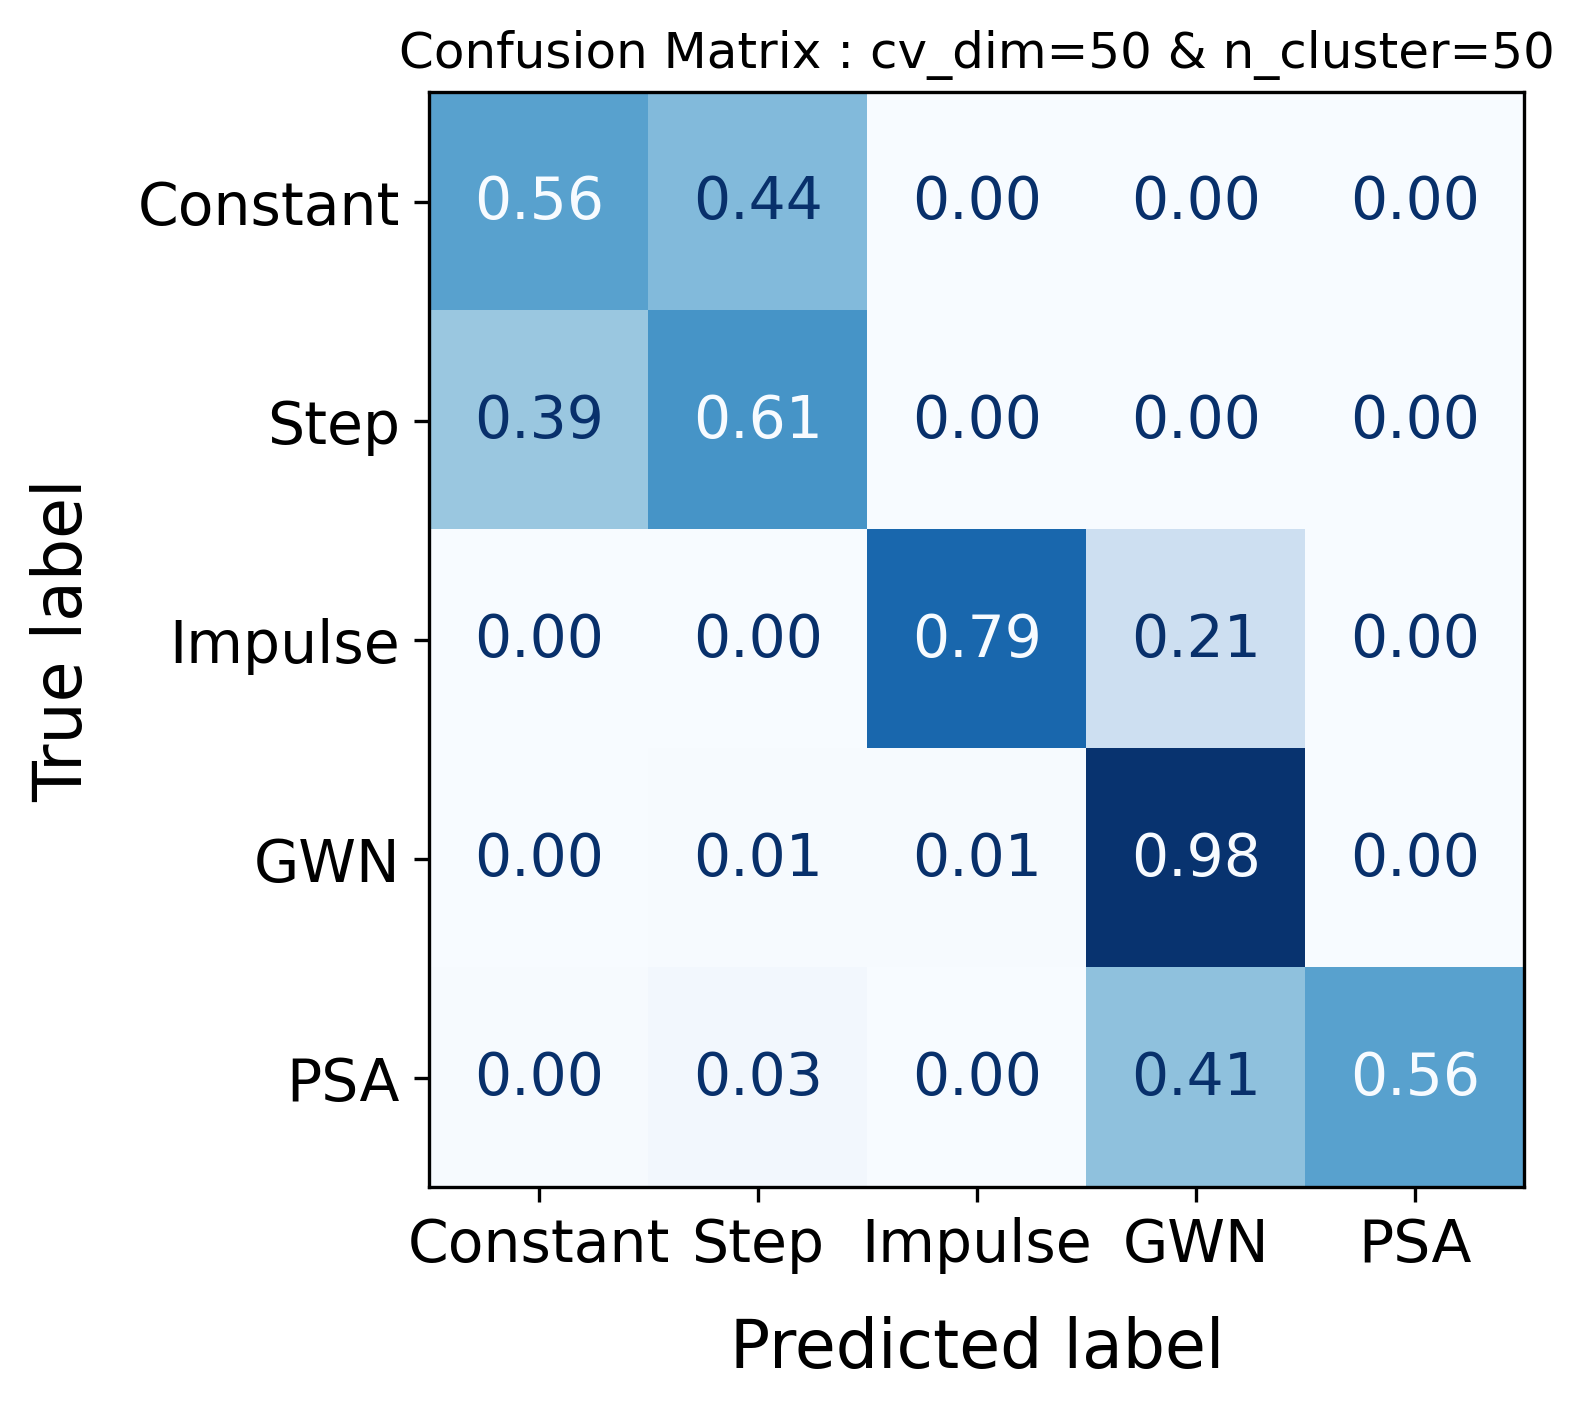 Confusion Matrix : cv_dim=50 & n_cluster=50
True label
Constant 0.56 0.44 0.00 0.00 0.00
Step 0.39 0.61 0.00 0.00 0.00
Impulse 0.00 0.00 0.79 0.21 0.00
GWN 0.00 0.01 0.01 0.98 0.00
PSA 0.00 0.03 0.00 0.41 0.56
Constant Step Impulse GWN PSA
Predicted label